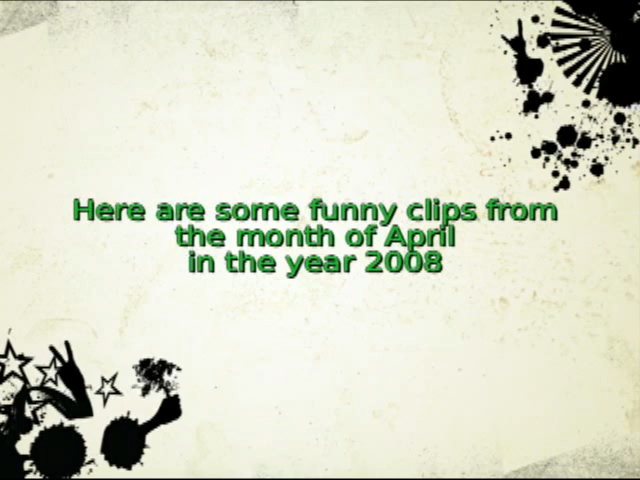 Here are some funny clips from
the month of April
in the year 2008